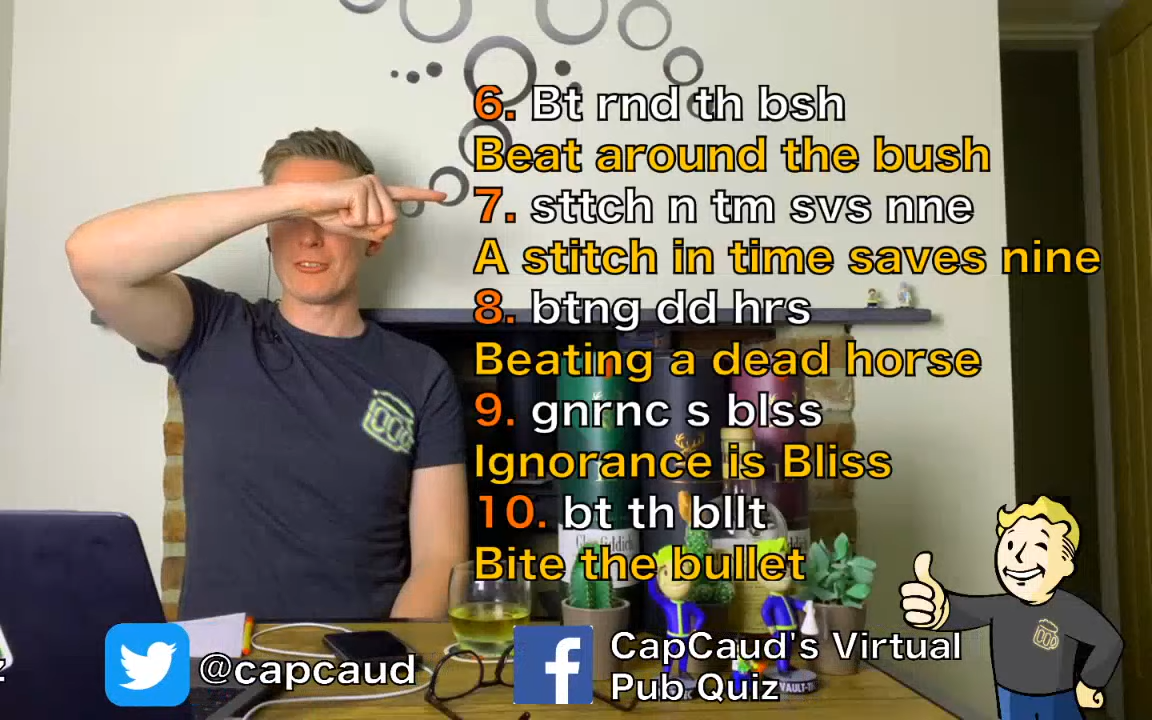 6. Bt rnd th bsh
Beat around the bush
7. sttch n tm svs nne
A stitch in time saves nine
8. btng dd hrs
Beating a dead horse
9. gnrnc s blss
Ignorance is Bliss
10. bt th bllt
Bite the bullet
@capcaud
CapCaud's Virtual
Pub Quiz
VAULT-T